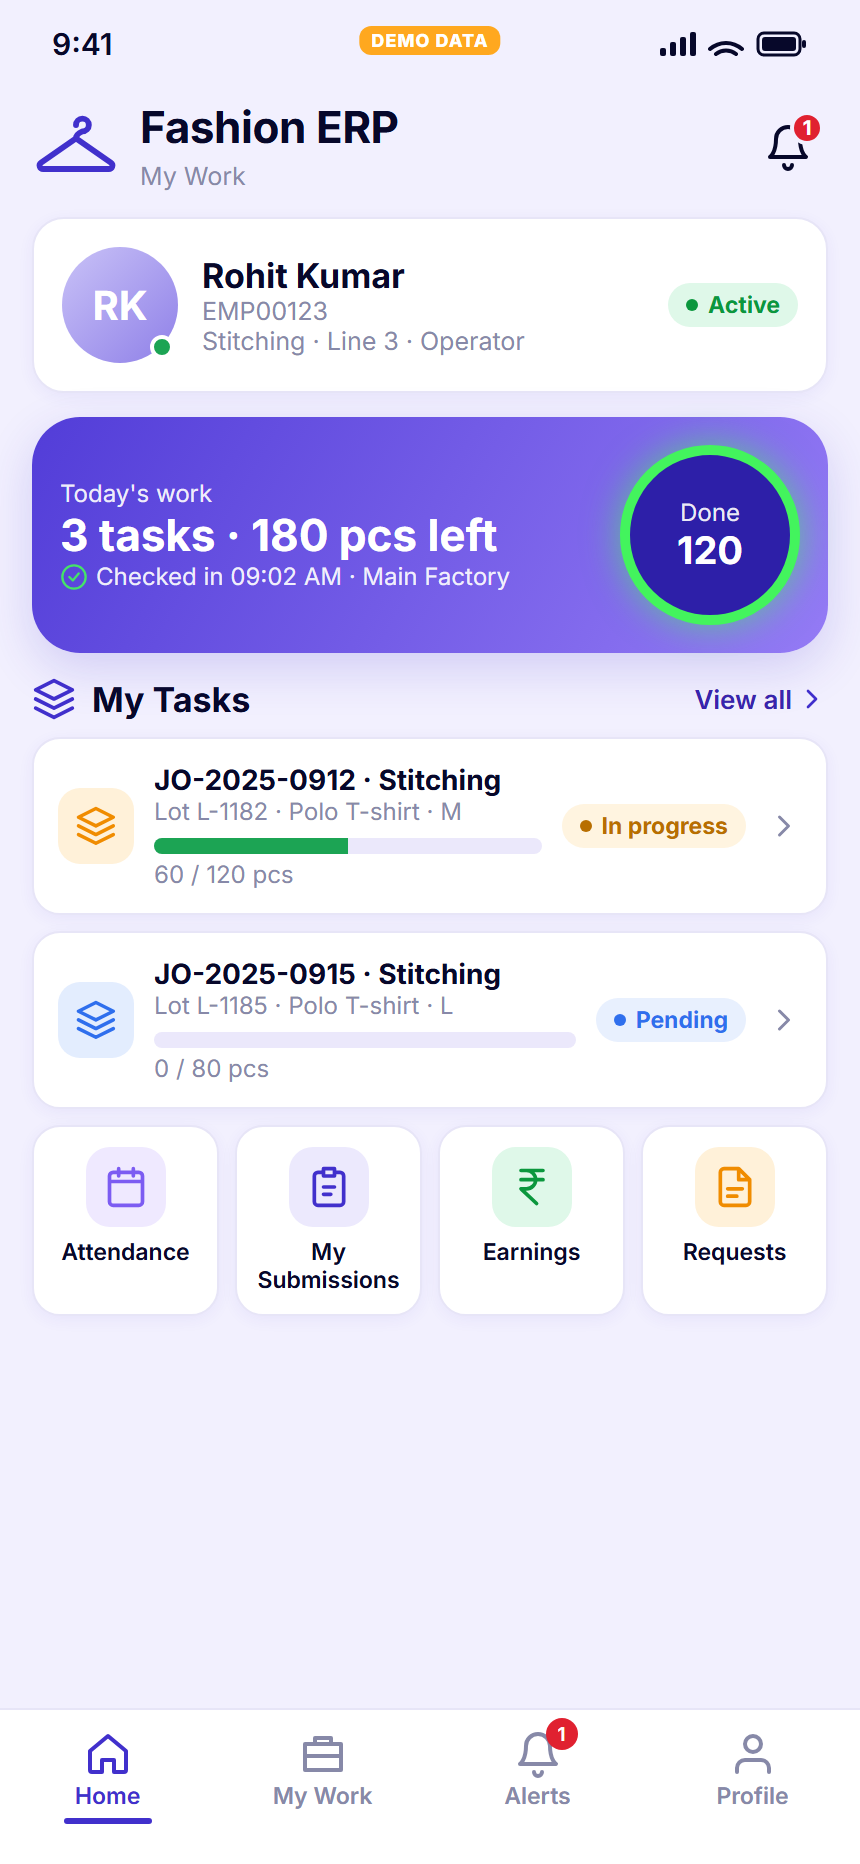 9:41
DEMO DATA
Fashion ERP
My Work
1
RK
Rohit Kumar
EMP00123
Stitching · Line 3 · Operator
Active
Today's work
3 tasks · 180 pcs left
Checked in 09:02 AM · Main Factory
Done
120
My Tasks
View all
JO-2025-0912 · Stitching
Lot L-1182 · Polo T-shirt · M
60 / 120 pcs
In progress
JO-2025-0915 · Stitching
Lot L-1185 · Polo T-shirt · L
0 / 80 pcs
Pending
Attendance
My
Submissions
₹
Earnings
Requests
Home
My Work
1
Alerts
Profile